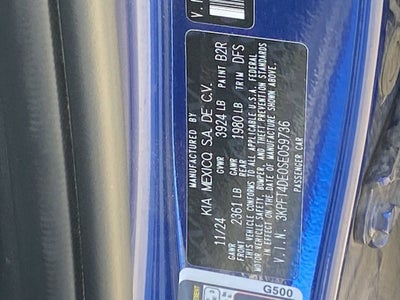 V. I
MANUFACTURED BY
KIA MEXICO S.A. DE C.V.
11/24 GVWR 3924 LB PAINT B2R
GAWR FRONT 2361 LB GAWR REAR 1980 LB TRIM DFS
THIS VEHICLE CONFORMS TO ALL APPLICABLE U.S.A. FEDERAL
MOTOR VEHICLE SAFETY, BUMPER, AND THEFT PREVENTION STANDARDS
IN EFFECT ON THE DATE OF MANUFACTURE SHOWN ABOVE.
V.I.N. 3KPFT4DE0SE059736
PASSENGER CAR
G500